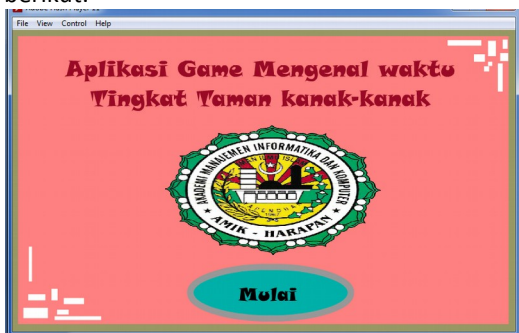 berikut:
File View Control Help
Aplikasi Game Mengenal waktu
Tingkat Taman kanak-kanak
AKADEMI MANAJEMEN INFORMATIKA DAN KOMPUTER
AMIK - HARAPAN
Mulai